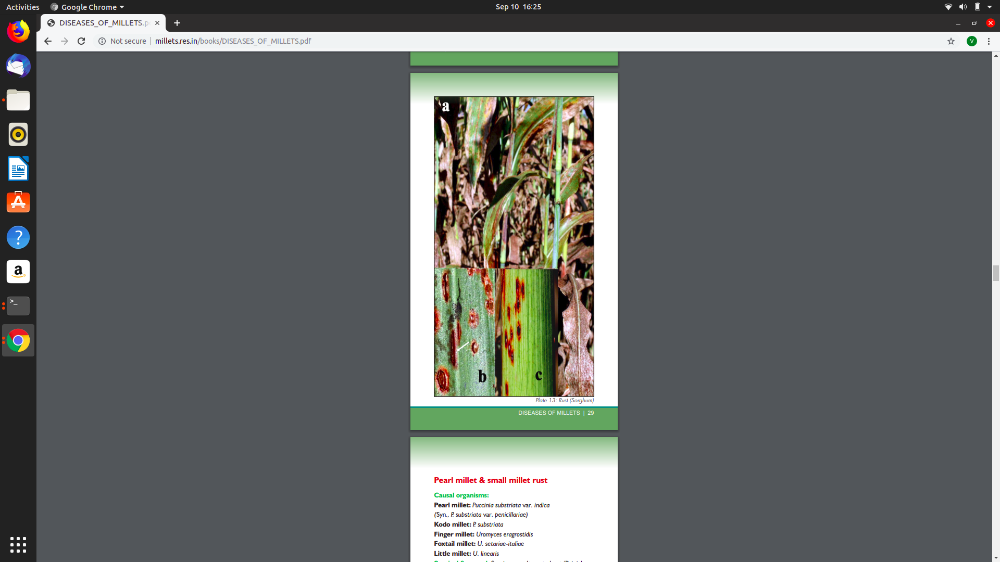 Activities
Google Chrome
Sep 10 16:25
DISEASES_OF_MILLETS.p
Not secure
millets.res.in/books/DISEASES_OF_MILLETS.pdf
V
a
b
c
Plate 13: Rust (Sorghum)
DISEASES OF MILLETS | 29
Pearl millet & small millet rust
Causal organisms:
Pearl millet: Puccinia substriata var. indica
(Syn., P. substriata var. penicillariae)
Kodo millet: P. substriata
Finger millet: Uromyces eragrostidis
Foxtail millet: U. setariae-italiae
Little millet: U. linearis